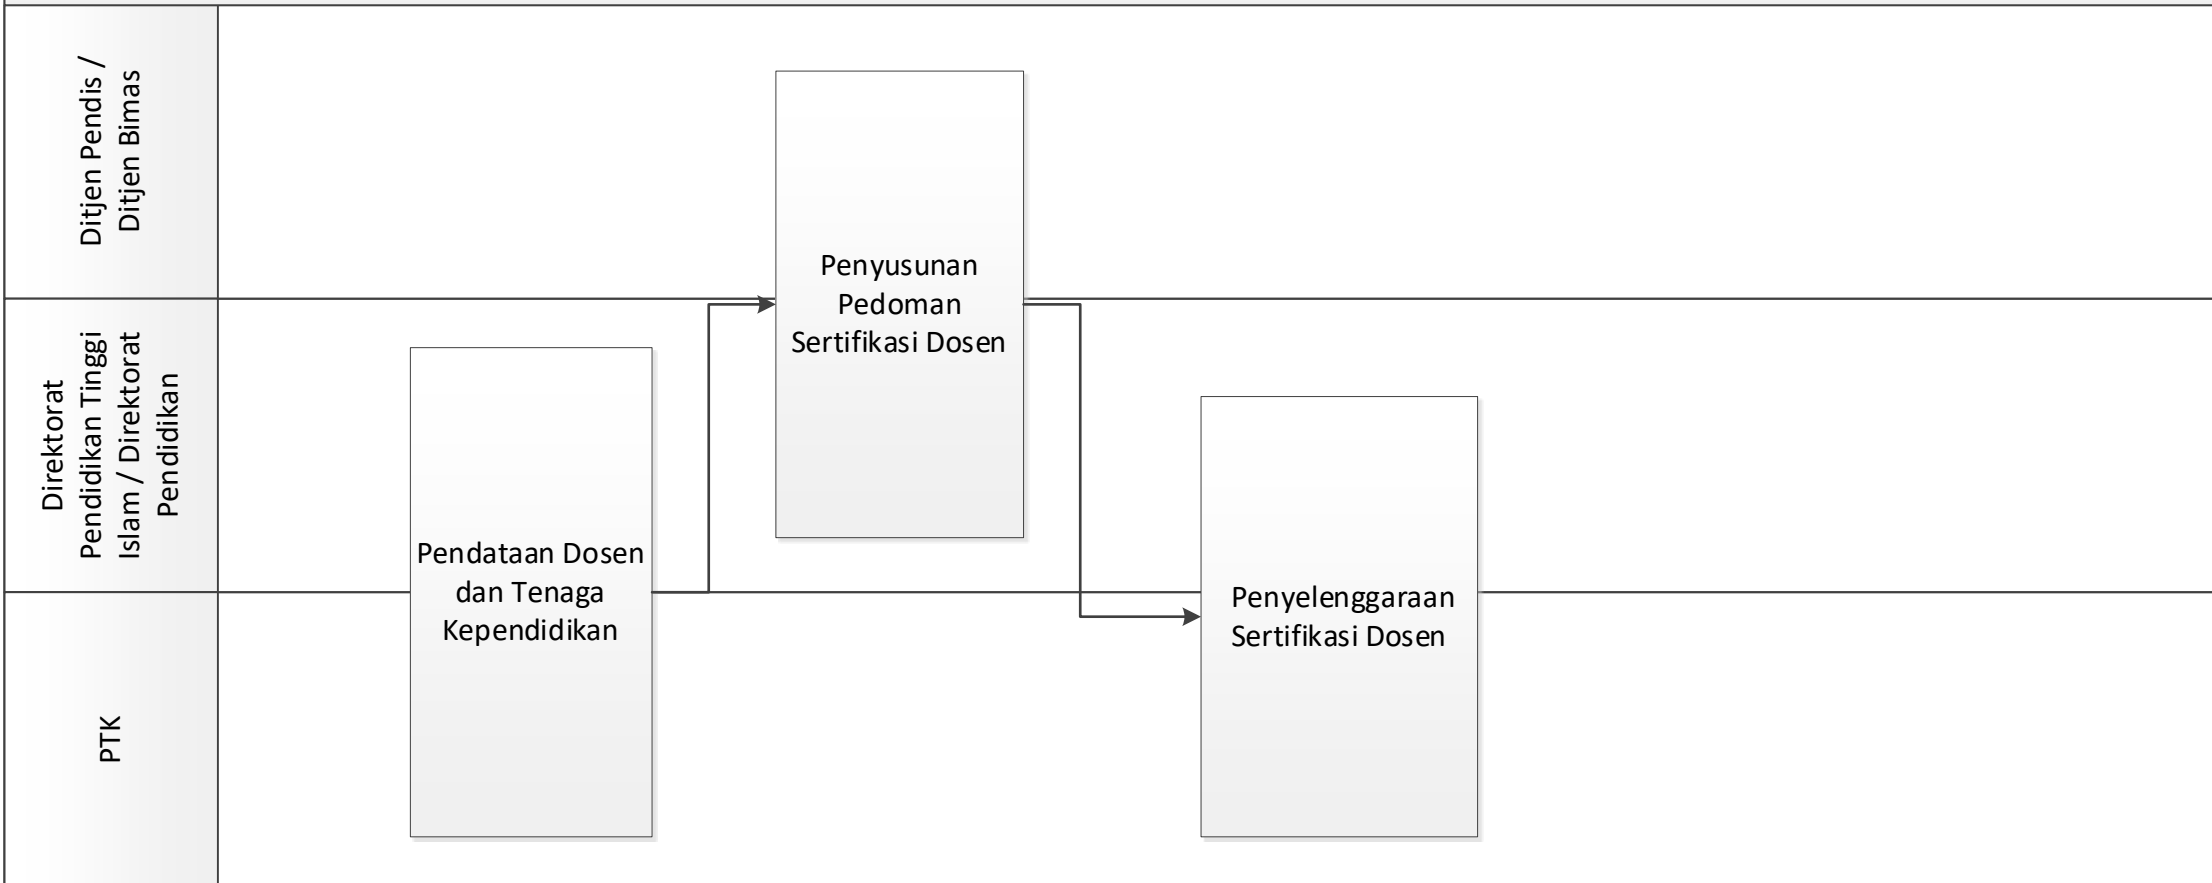 Ditjen Pendis /
Ditjen Bimas
Direktorat
Pendidikan Tinggi
Islam / Direktorat
Pendidikan
PTK
Pendataan Dosen
dan Tenaga
Kependidikan
Penyusunan
Pedoman
Sertifikasi Dosen
Penyelenggaraan
Sertifikasi Dosen